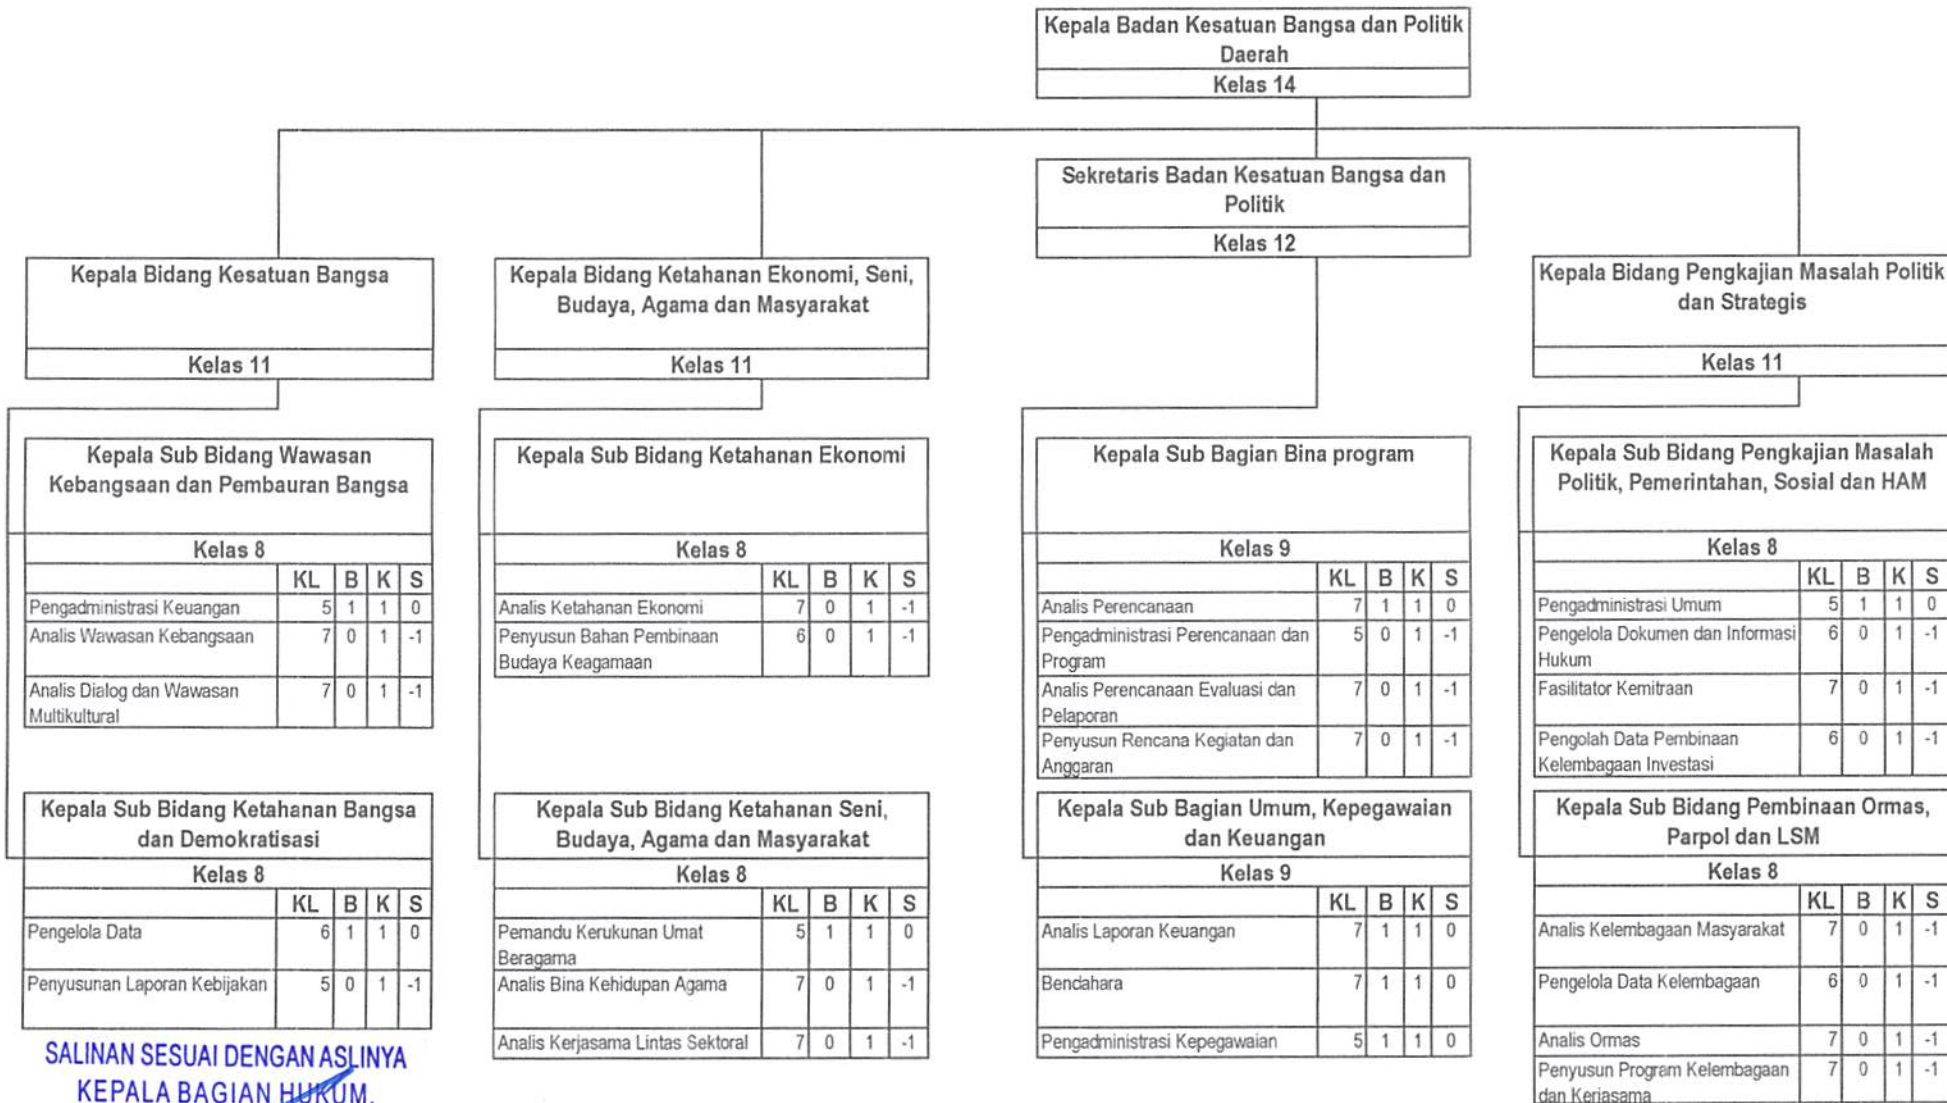 Kepala Badan Kesatuan Bangsa dan Politik
Daerah
Kelas 14
Sekretaris Badan Kesatuan Bangsa dan
Politik
Kelas 12
Kepala Bidang Kesatuan Bangsa
Kelas 11
Kepala Bidang Ketahanan Ekonomi, Seni,
Budaya, Agama dan Masyarakat
Kelas 11
Kepala Bidang Pengkajian Masalah Politik
dan Strategis
Kelas 11
Kepala Sub Bidang Wawasan
Kebangsaan dan Pembauran Bangsa
Kelas 8
KL B K S
Pengadministrasi Keuangan 5 1 1 0
Analis Wawasan Kebangsaan 7 0 1 -1
Analis Dialog dan Wawasan 7 0 1 -1
Multikultural
Kepala Sub Bidang Ketahanan Ekonomi
Kelas 8
KL B K S
Analis Ketahanan Ekonomi 7 0 1 -1
Penyusun Bahan Pembinaan 6 0 1 -1
Budaya Keagamaan
Kepala Sub Bagian Bina program
Kelas 9
KL B K S
Analis Perencanaan 7 1 1 0
Pengadministrasi Perencanaan dan 5 0 1 -1
Program
Analis Perencanaan Evaluasi dan 7 0 1 -1
Pelaporan
Penyusun Rencana Kegiatan dan 7 0 1 -1
Anggaran
Kepala Sub Bidang Pengkajian Masalah
Politik, Pemerintahan, Sosial dan HAM
Kelas 8
KL B K S
Pengadministrasi Umum 5 1 1 0
Pengelola Dokumen dan Informasi 6 0 1 -1
Hukum
Fasilitator Kemitraan 7 0 1 -1
Pengolah Data Pembinaan 6 0 1 -1
Kelembagaan Investasi
Kepala Sub Bidang Ketahanan Bangsa
dan Demokratisasi
Kelas 8
KL B K S
Pengelola Data 6 1 1 0
Penyusunan Laporan Kebijakan 5 0 1 -1
Kepala Sub Bidang Ketahanan Seni,
Budaya, Agama dan Masyarakat
Kelas 8
KL B K S
Pemandu Kerukunan Umat 5 1 1 0
Beragama
Analis Bina Kehidupan Agama 7 0 1 -1
Analis Kerjasama Lintas Sektoral 7 0 1 -1
Kepala Sub Bagian Umum, Kepegawaian
dan Keuangan
Kelas 9
KL B K S
Analis Laporan Keuangan 7 1 1 0
Bendahara 7 1 1 0
Pengadministrasi Kepegawaian 5 1 1 0
Kepala Sub Bidang Pembinaan Ormas,
Parpol dan LSM
Kelas 8
KL B K S
Analis Kelembagaan Masyarakat 7 0 1 -1
Pengelola Data Kelembagaan 6 0 1 -1
Analis Ormas 7 0 1 -1
Penyusun Program Kelembagaan 7 0 1 -1
dan Kerjasama
SALINAN SESUAI DENGAN ASLINYA
KEPALA BAGIAN HUKUM,